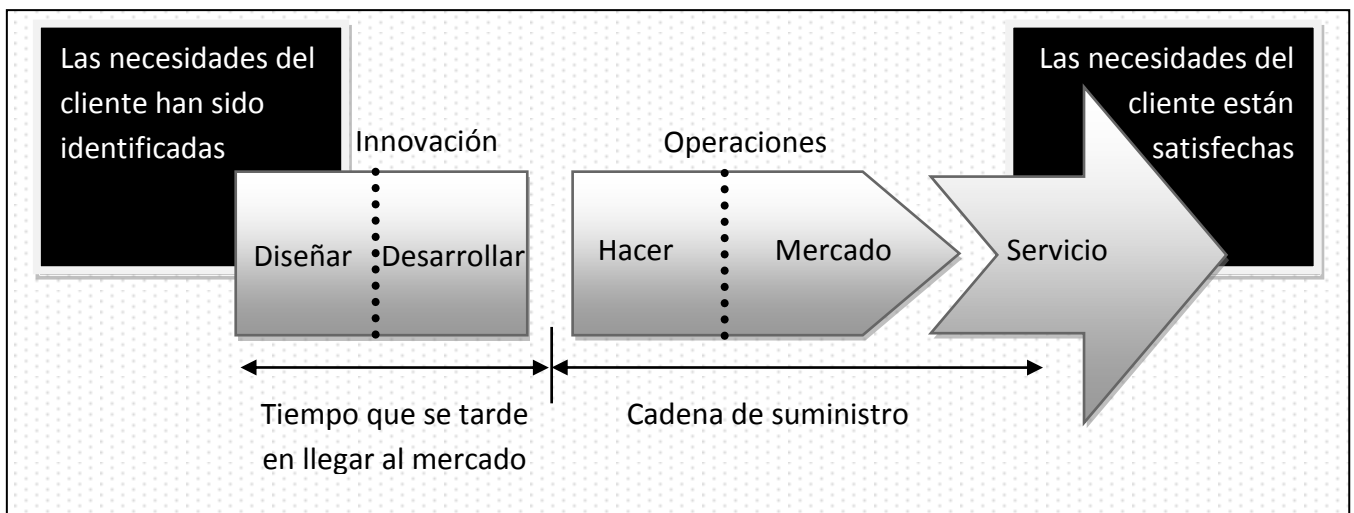 Las necesidades del
cliente han sido
identificadas
Las necesidades del
cliente están
satisfechas
Innovación
Operaciones
Diseñar
Desarrollar
Hacer
Mercado
Servicio
Tiempo que se tarde
en llegar al mercado
Cadena de suministro